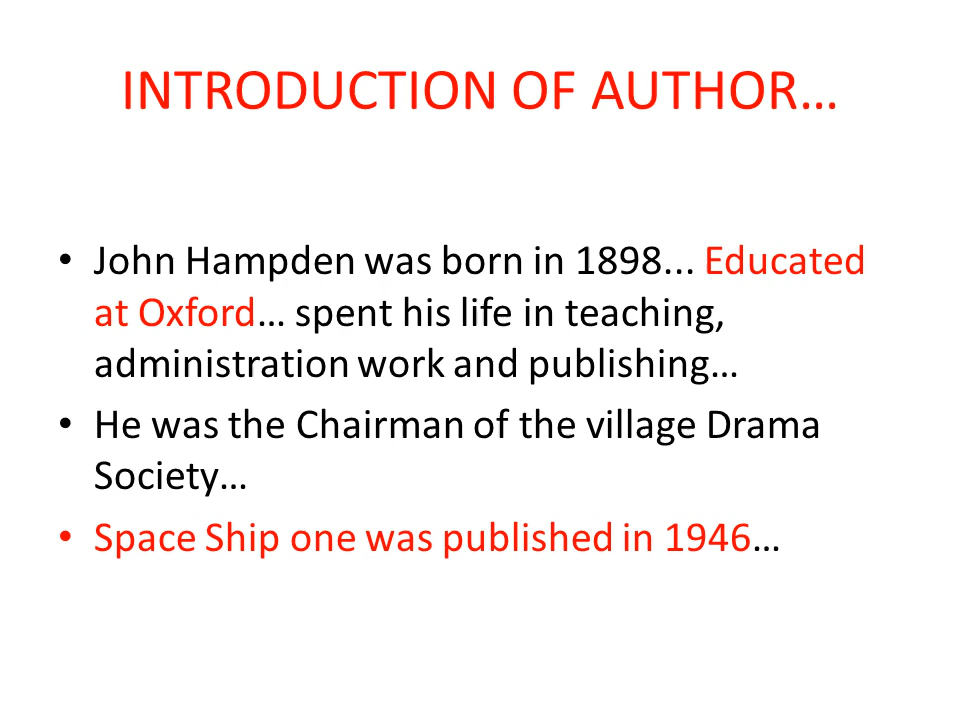 INTRODUCTION OF AUTHOR…
• John Hampden was born in 1898... Educated
at Oxford… spent his life in teaching,
administration work and publishing…
• He was the Chairman of the village Drama
Society…
• Space Ship one was published in 1946…